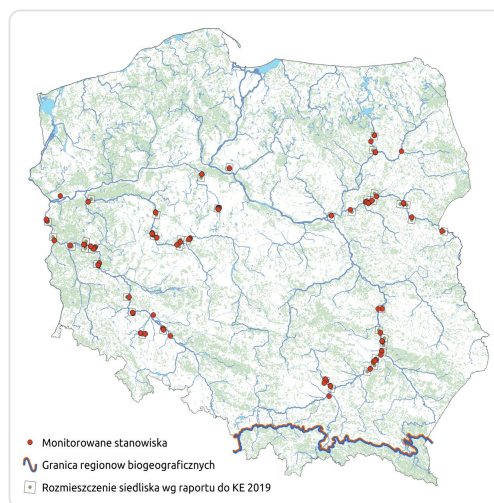 Monitorowane stanowiska
Granica regionow biogeograficznych
Rozmieszczenie siedliska wg raportu do KE 2019